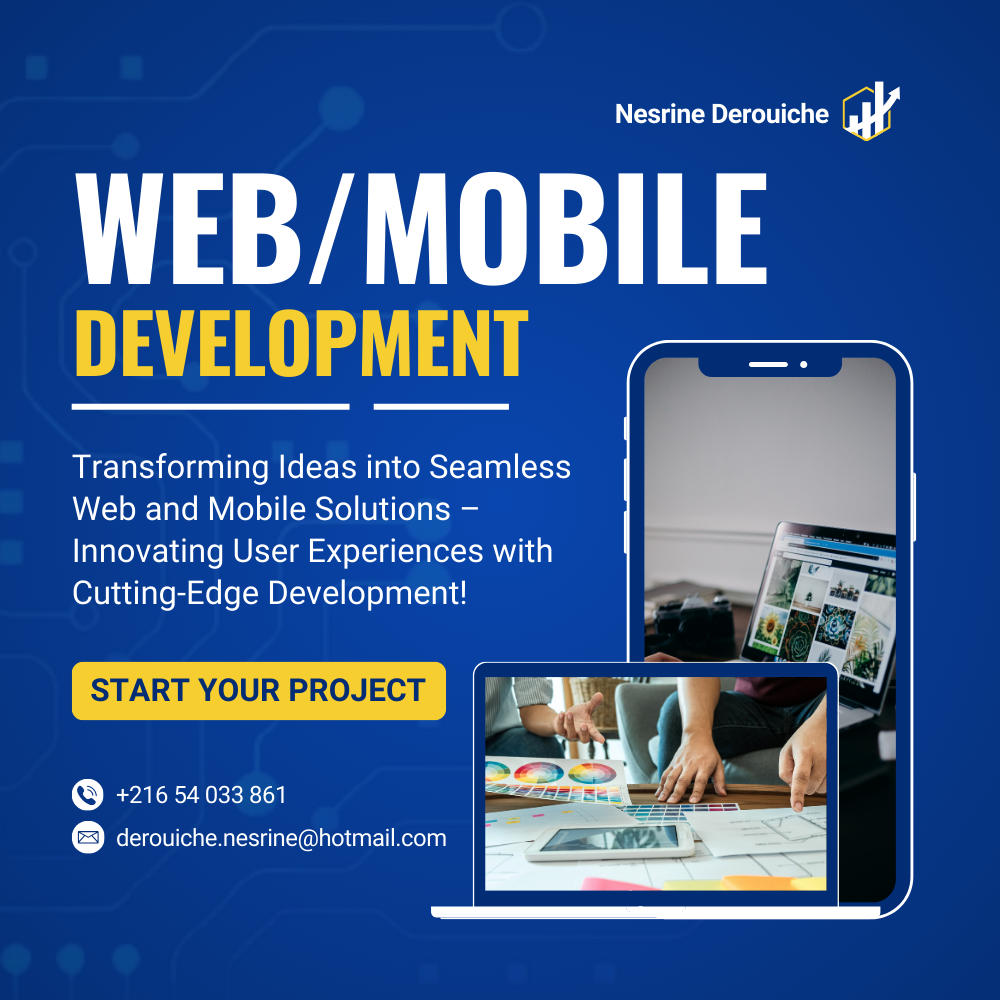 Nesrine Derouiche
WEB/MOBILE
DEVELOPMENT
Transforming Ideas into Seamless
Web and Mobile Solutions –
Innovating User Experiences with
Cutting-Edge Development!
START YOUR PROJECT
+216 54 033 861
derouiche.nesrine@hotmail.com